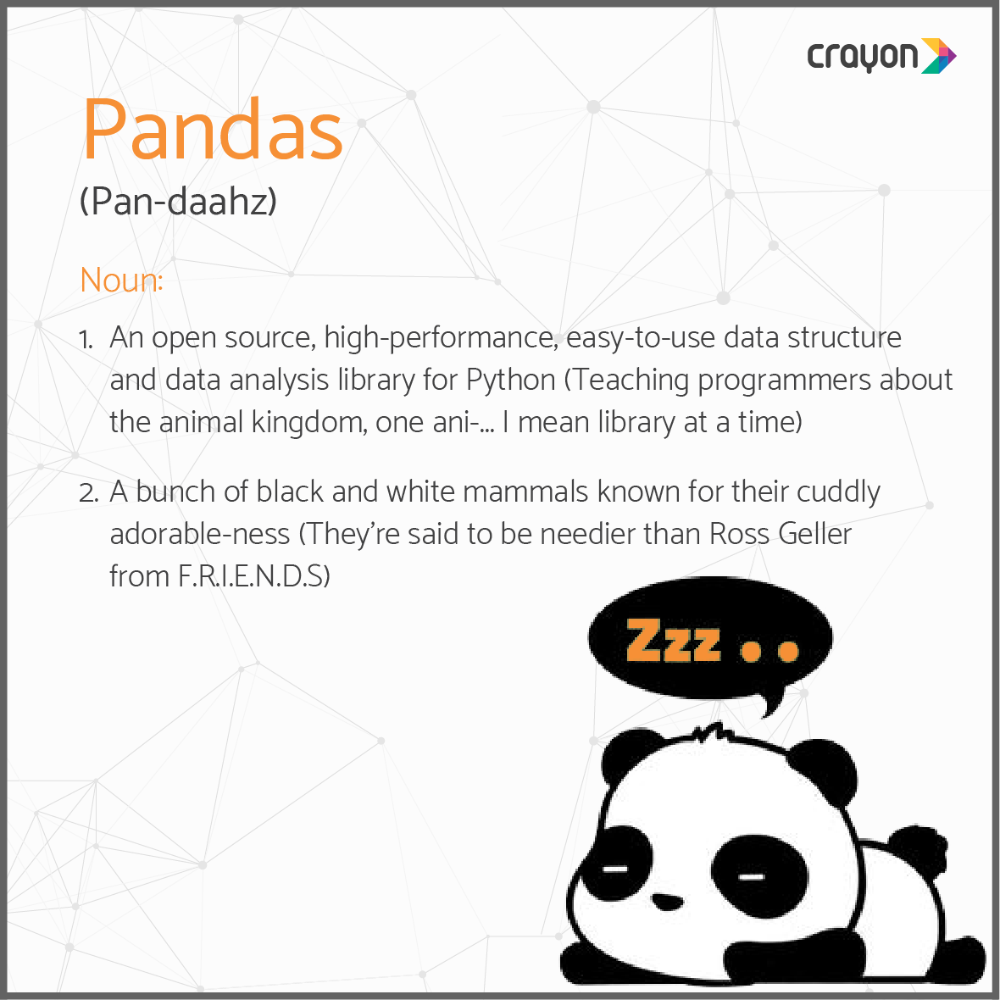 crayon
Pandas
(Pan-daahz)
Noun:
1. An open source, high-performance, easy-to-use data structure
and data analysis library for Python (Teaching programmers about
the animal kingdom, one ani-... I mean library at a time)
2. A bunch of black and white mammals known for their cuddly
adorable-ness (They're said to be needier than Ross Geller
from F.R.I.E.N.D.S)
Zzz . .